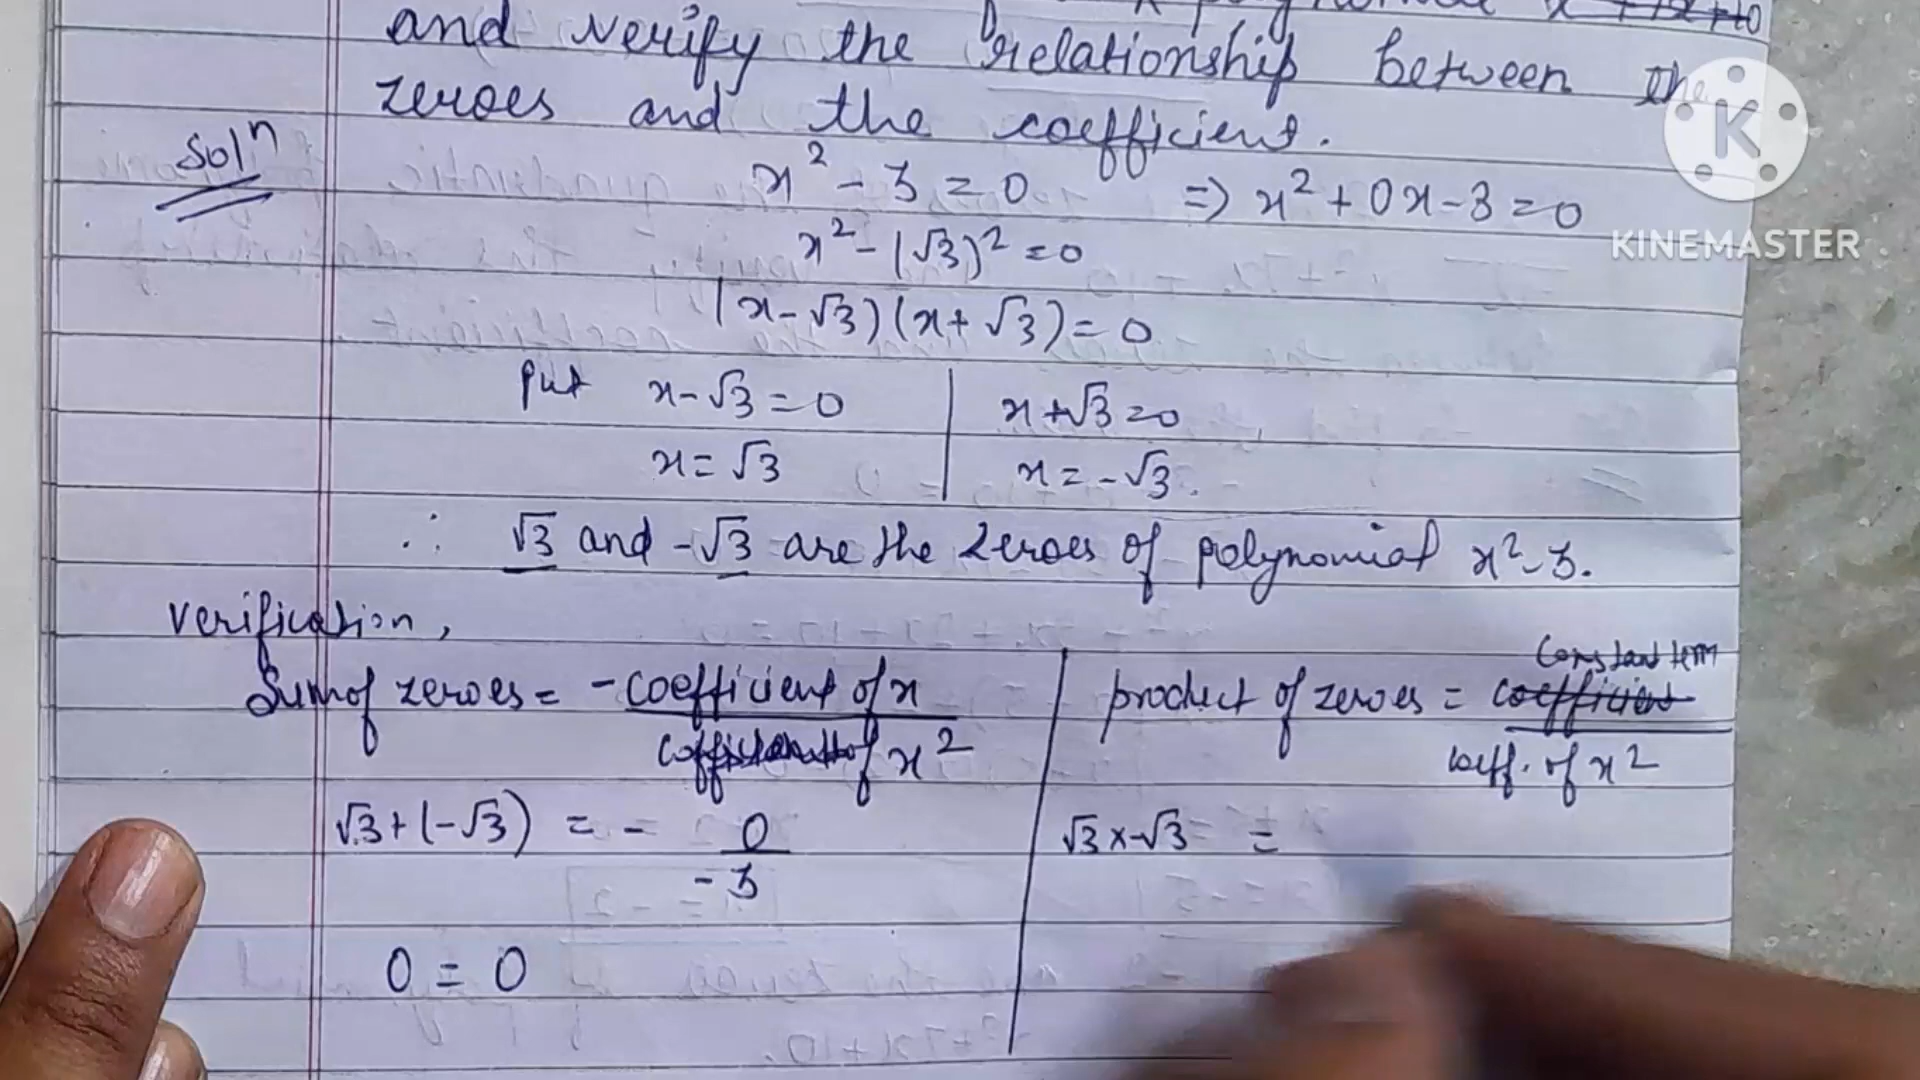 and verify the relationship between the
zeroes and the coefficient.
Solⁿ
x² - 3 = 0 => x² + 0x - 3 = 0
x² - (√3)² = 0
(x - √3)(x + √3) = 0
put x - √3 = 0 | x + √3 = 0
x = √3 | x = -√3.
∴ √3 and -√3 are the zeroes of polynomial x² - 3.
verification,
Sum of zeroes = -coefficient of x / of x²
product of zeroes = constant term / coeff. of x²
√3 + (-√3) = - 0/-3
√3 x -√3 =
0 = 0
K
KINEMASTER